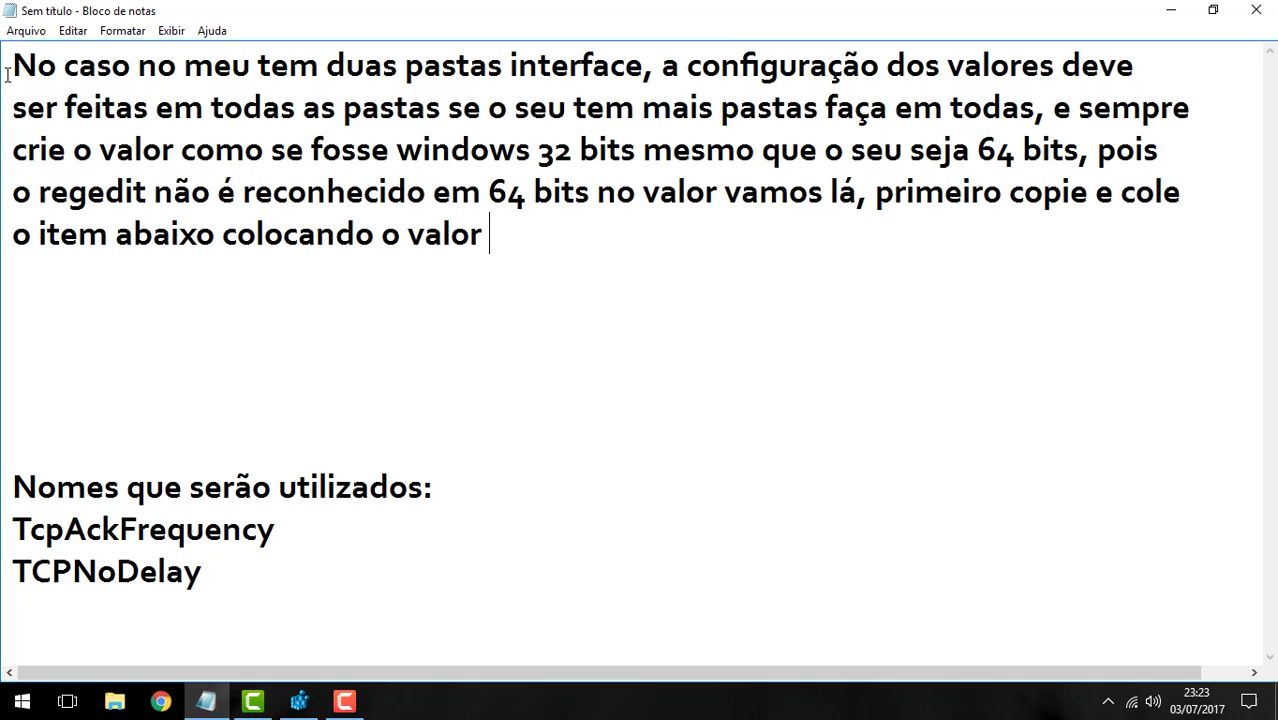 Sem título - Bloco de notas
Arquivo Editar Formatar Exibir Ajuda
No caso no meu tem duas pastas interface, a configuração dos valores deve
ser feitas em todas as pastas se o seu tem mais pastas faça em todas, e sempre
crie o valor como se fosse windows 32 bits mesmo que o seu seja 64 bits, pois
o regedit não é reconhecido em 64 bits no valor vamos lá, primeiro copie e cole
o item abaixo colocando o valor
Nomes que serão utilizados:
TcpAckFrequency
TCPNoDelay
23:23
03/07/2017